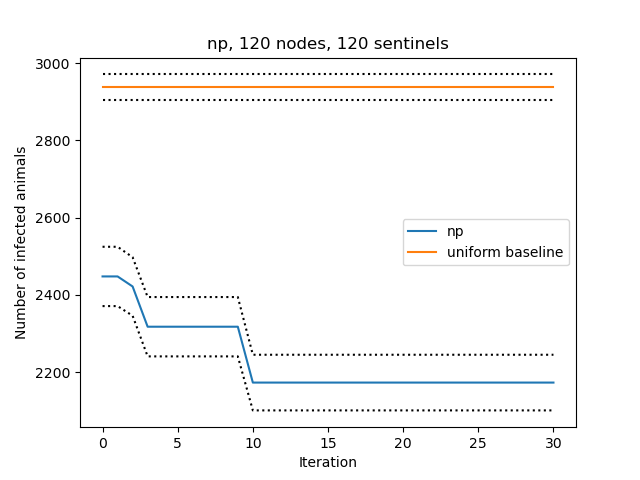 np, 120 nodes, 120 sentinels
3000
2800
2600
2400
2200
Number of infected animals
np
uniform baseline
0 5 10 15 20 25 30
Iteration